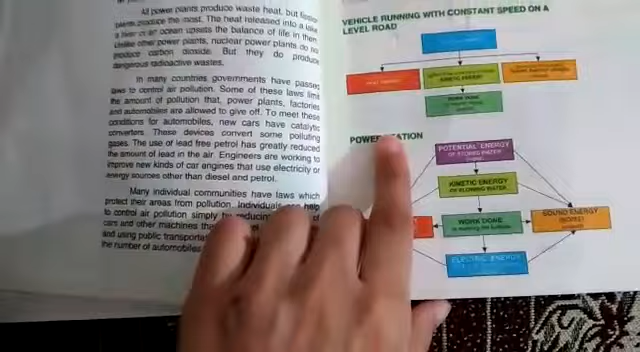 All power plants produce waste heat, but fission
plants produce the most. The heat released into a lake
a river or an ocean upsets the balance of life in them.
Unlike other power plants, nuclear power plants do no
produce carbon dioxide. But they do produce
dangerous radioactive wastes.
In many countries governments have passed
laws to control air pollution. Some of these laws limit
the amount of pollution that, power plants, factories
and automobiles are allowed to give off. To meet these
conditions for automobiles, new cars have catalytic
converters. These devices convert some polluting
gases. The use of lead free petrol has greatly reduced
the amount of lead in the air. Engineers are working to
improve new kinds of car engines that use electricity or
energy sources other than diesel and petrol.
Many individual communities have laws which
protect their areas from pollution. Individuals help
to control air pollution simply by reducing of
cars and other machines tha
and using public transporta
the number of automobiles
VEHICLE RUNNING WITH CONSTANT SPEED ON A
LEVEL ROAD
KINETIC ENERGY
WORK DONE
POWER TATION
POTENTIAL ENERGY
OF STORED WATER
KINETIC ENERGY
OF FLOWING WATER
WORK DONE
SOUND ENERGY
(NOISE)
ELECTRIC ENERGY